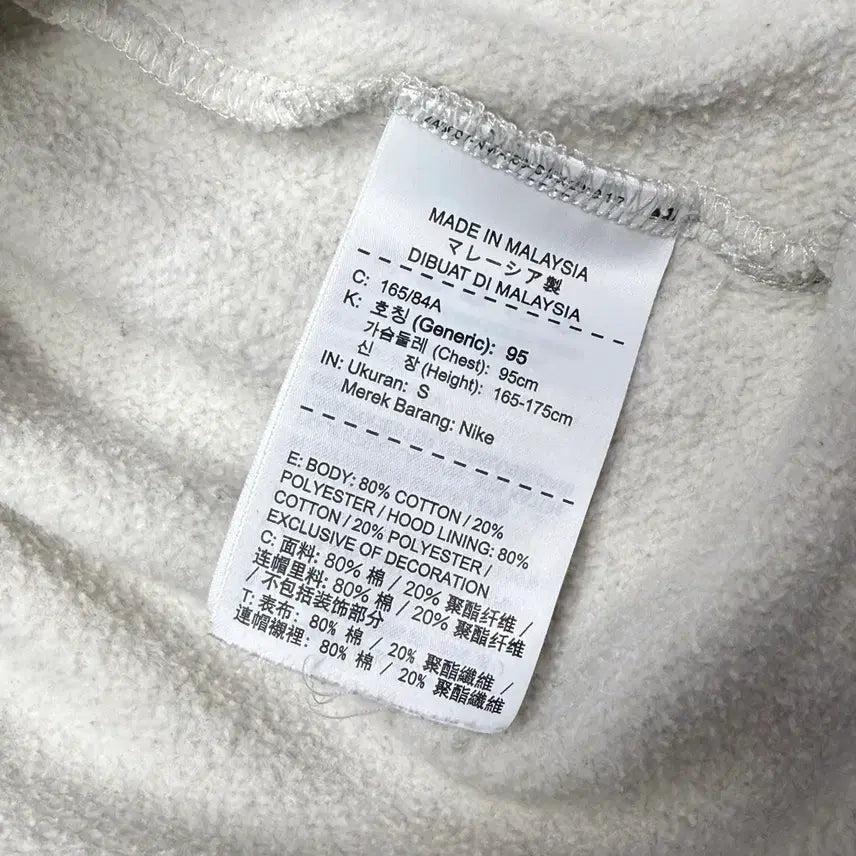 MADE IN MALAYSIA
マレーシア製
DIBUAT DI MALAYSIA
C: 165/84A
K: 호칭 (Generic): 95
가슴둘레 (Chest): 95cm
신 장 (Height): 165-175cm
IN: Ukuran: S
Merek Barang: Nike
E: BODY: 80% COTTON / 20%
POLYESTER / HOOD LINING: 80%
COTTON / 20% POLYESTER /
EXCLUSIVE OF DECORATION
C: 面料: 80% 棉 / 20% 聚酯纤维 /
连帽里料: 80% 棉 / 20% 聚酯纤维
/ 不包括装饰部分
T: 表布: 80% 棉 / 20% 聚酯纖維 /
連帽襯裡: 80% 棉 / 20% 聚酯纖維